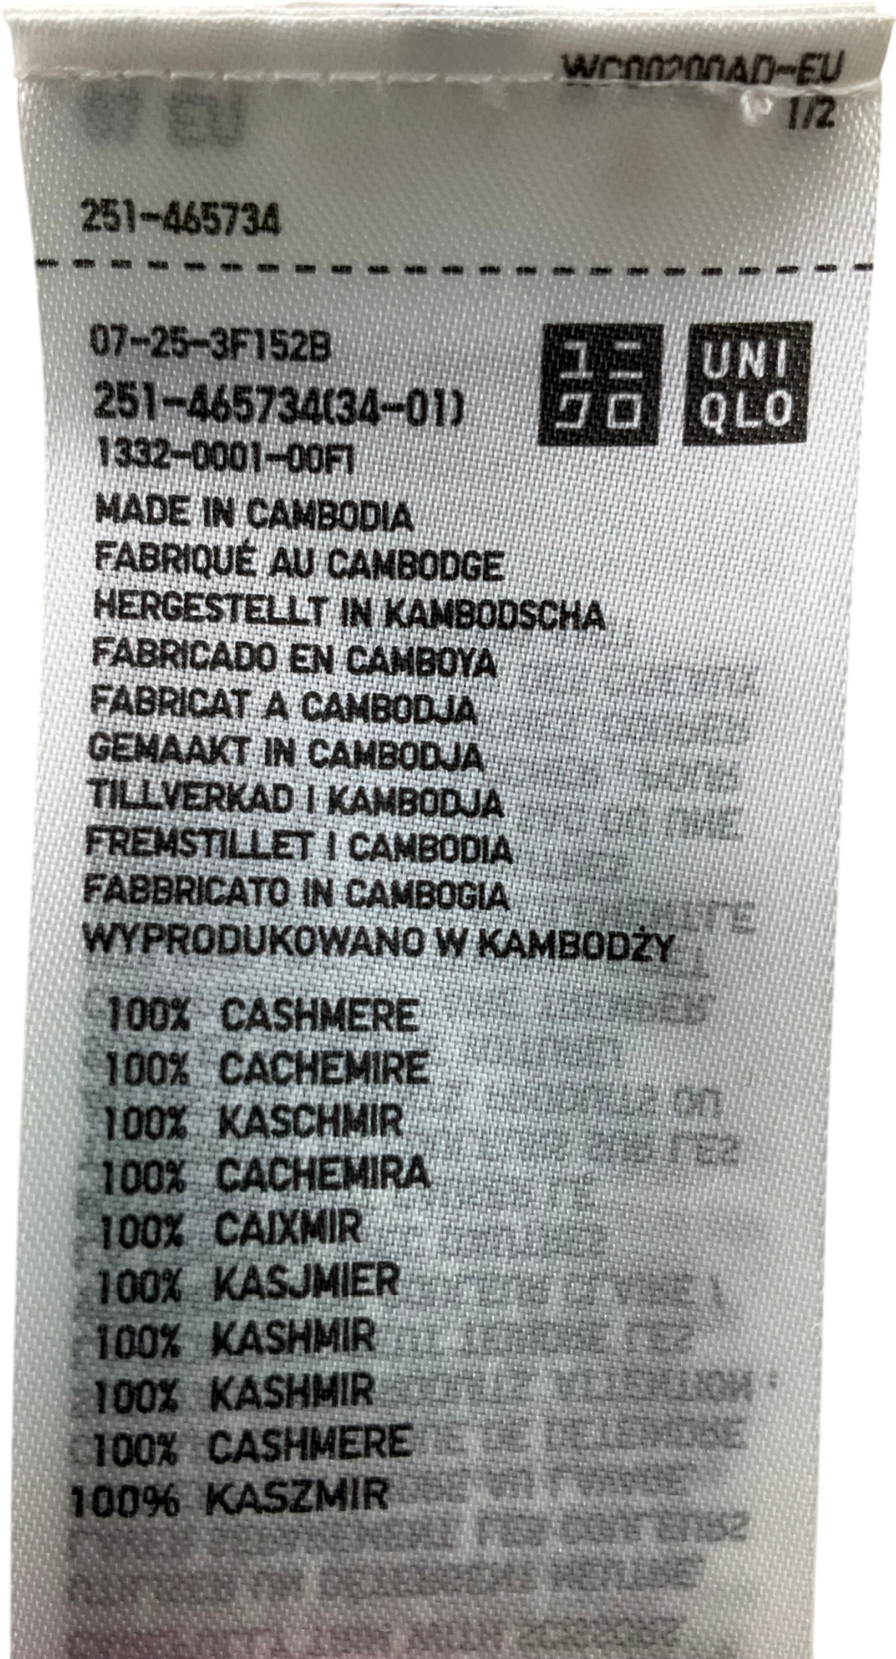 WC00200AD-EU
1/2
251-465734
07-25-3F152B
251-465734(34-01)
1332-0001-00F1
ユニ
クロ
UNI
QLO
MADE IN CAMBODIA
FABRIQUÉ AU CAMBODGE
HERGESTELLT IN KAMBODSCHA
FABRICADO EN CAMBOYA
FABRICAT A CAMBODJA
GEMAAKT IN CAMBODJA
TILLVERKAD I KAMBODJA
FREMSTILLET I CAMBODIA
FABBRICATO IN CAMBOGIA
WYPRODUKOWANO W KAMBODŻY
100% CASHMERE
100% CACHEMIRE
100% KASCHMIR
100% CACHEMIRA
100% CAIXMIR
100% KASJMIER
100% KASHMIR
100% KASHMIR
100% CASHMERE
100% KASZMIR